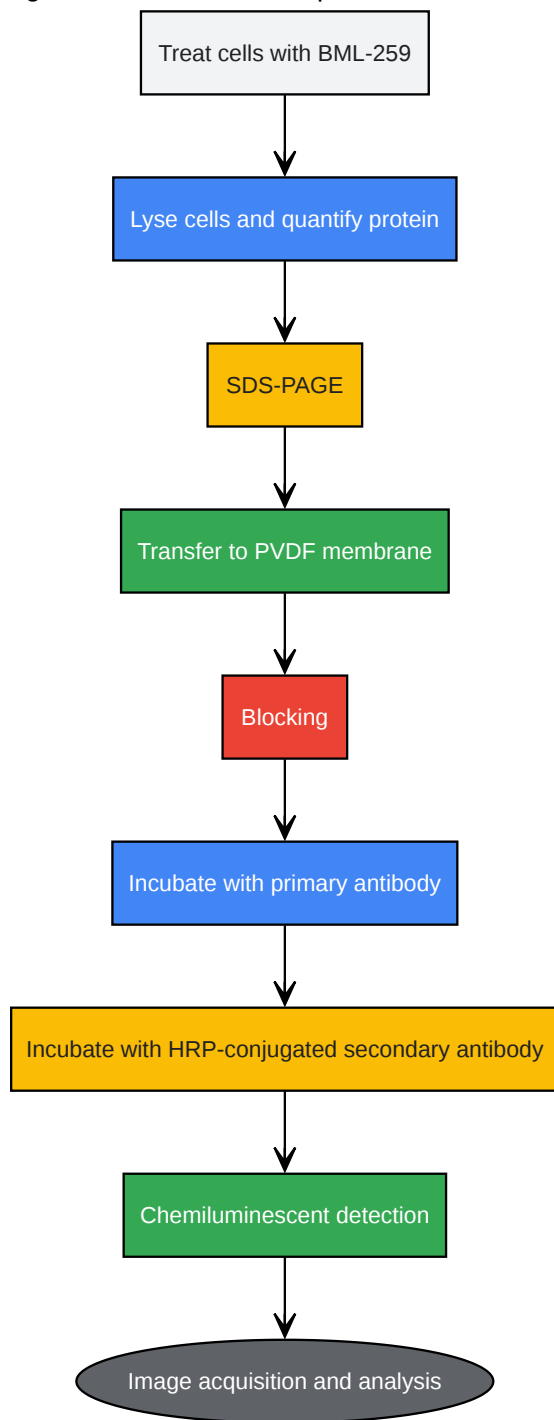 Treat cells with BML-259
Lyse cells and quantify protein
SDS-PAGE
Transfer to PVDF membrane
Blocking
Incubate with primary antibody
Incubate with HRP-conjugated secondary antibody
Chemiluminescent detection
Image acquisition and analysis